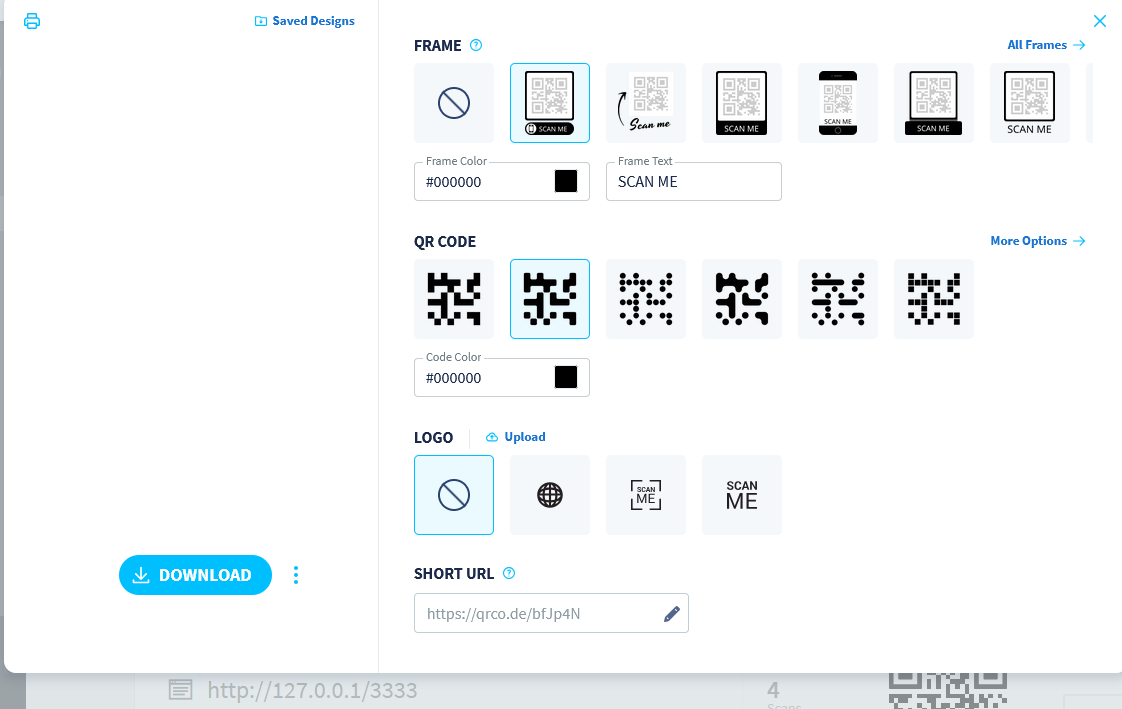 Saved Designs
FRAME
All Frames
SCAN ME
Scan me
SCAN ME
SCAN ME
SCAN ME
SCAN ME
Frame Color
#000000
Frame Text
SCAN ME
QR CODE
More Options
Code Color
#000000
LOGO
Upload
SCAN
ME
SCAN
ME
SHORT URL
https://qrco.de/bfJp4N
DOWNLOAD
http://127.0.0.1/3333
4
Scans